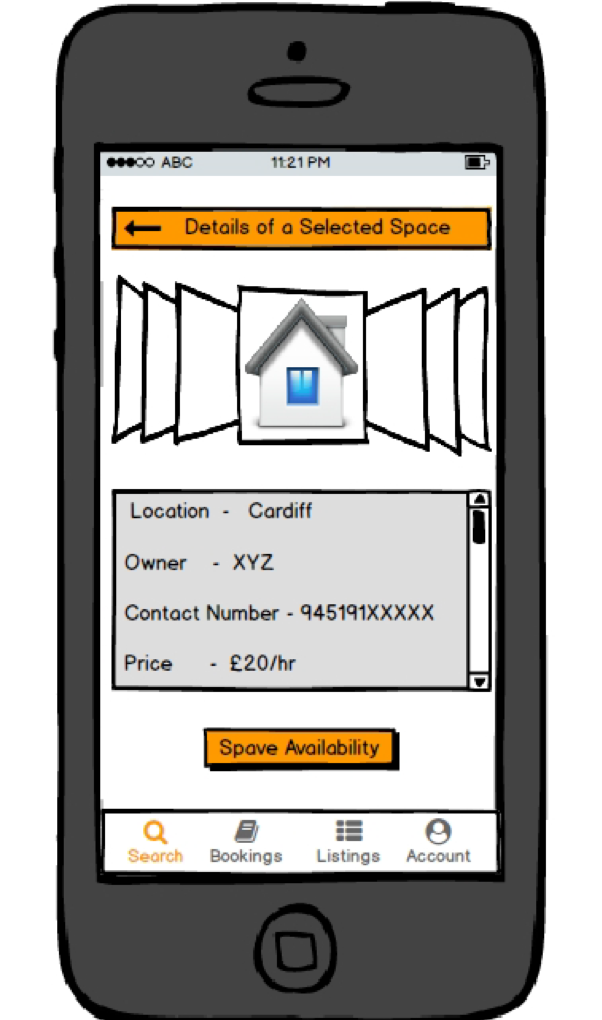 ABC 11:21 PM
Details of a Selected Space
Location - Cardiff
Owner - XYZ
Contact Number - 945191XXXXX
Price - £20/hr
Spave Availability
Search Bookings Listings Account